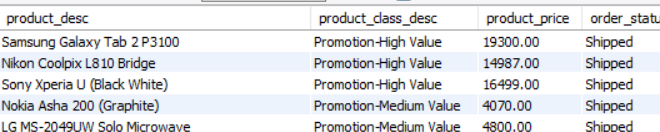 product_desc product_class_desc product_price order_statu
Samsung Galaxy Tab 2 P3100 Promotion-High Value 19300.00 Shipped
Nikon Coolpix L810 Bridge Promotion-High Value 14987.00 Shipped
Sony Xperia U (Black White) Promotion-High Value 16499.00 Shipped
Nokia Asha 200 (Graphite) Promotion-Medium Value 4070.00 Shipped
LG MS-2049UW Solo Microwave Promotion-Medium Value 4800.00 Shipped